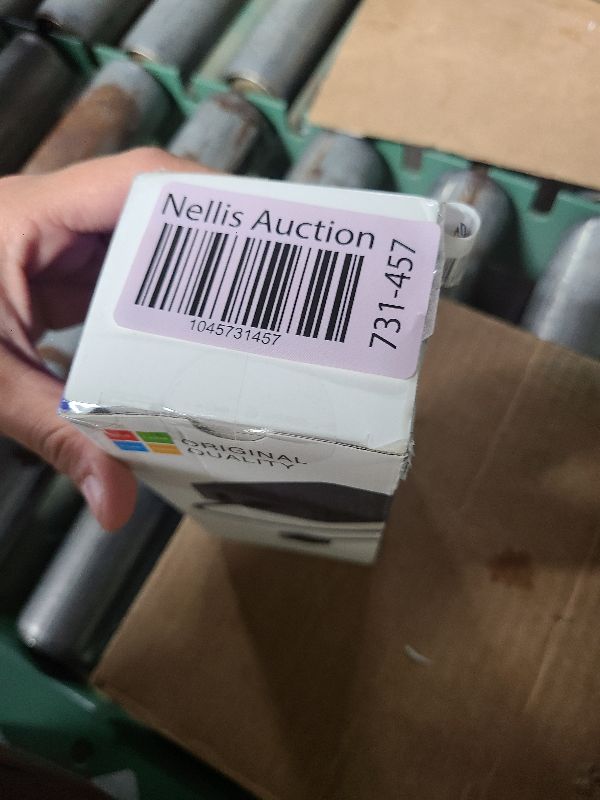 Nellis Auction
1045731457
731-457
ORIGINAL
QUALITY